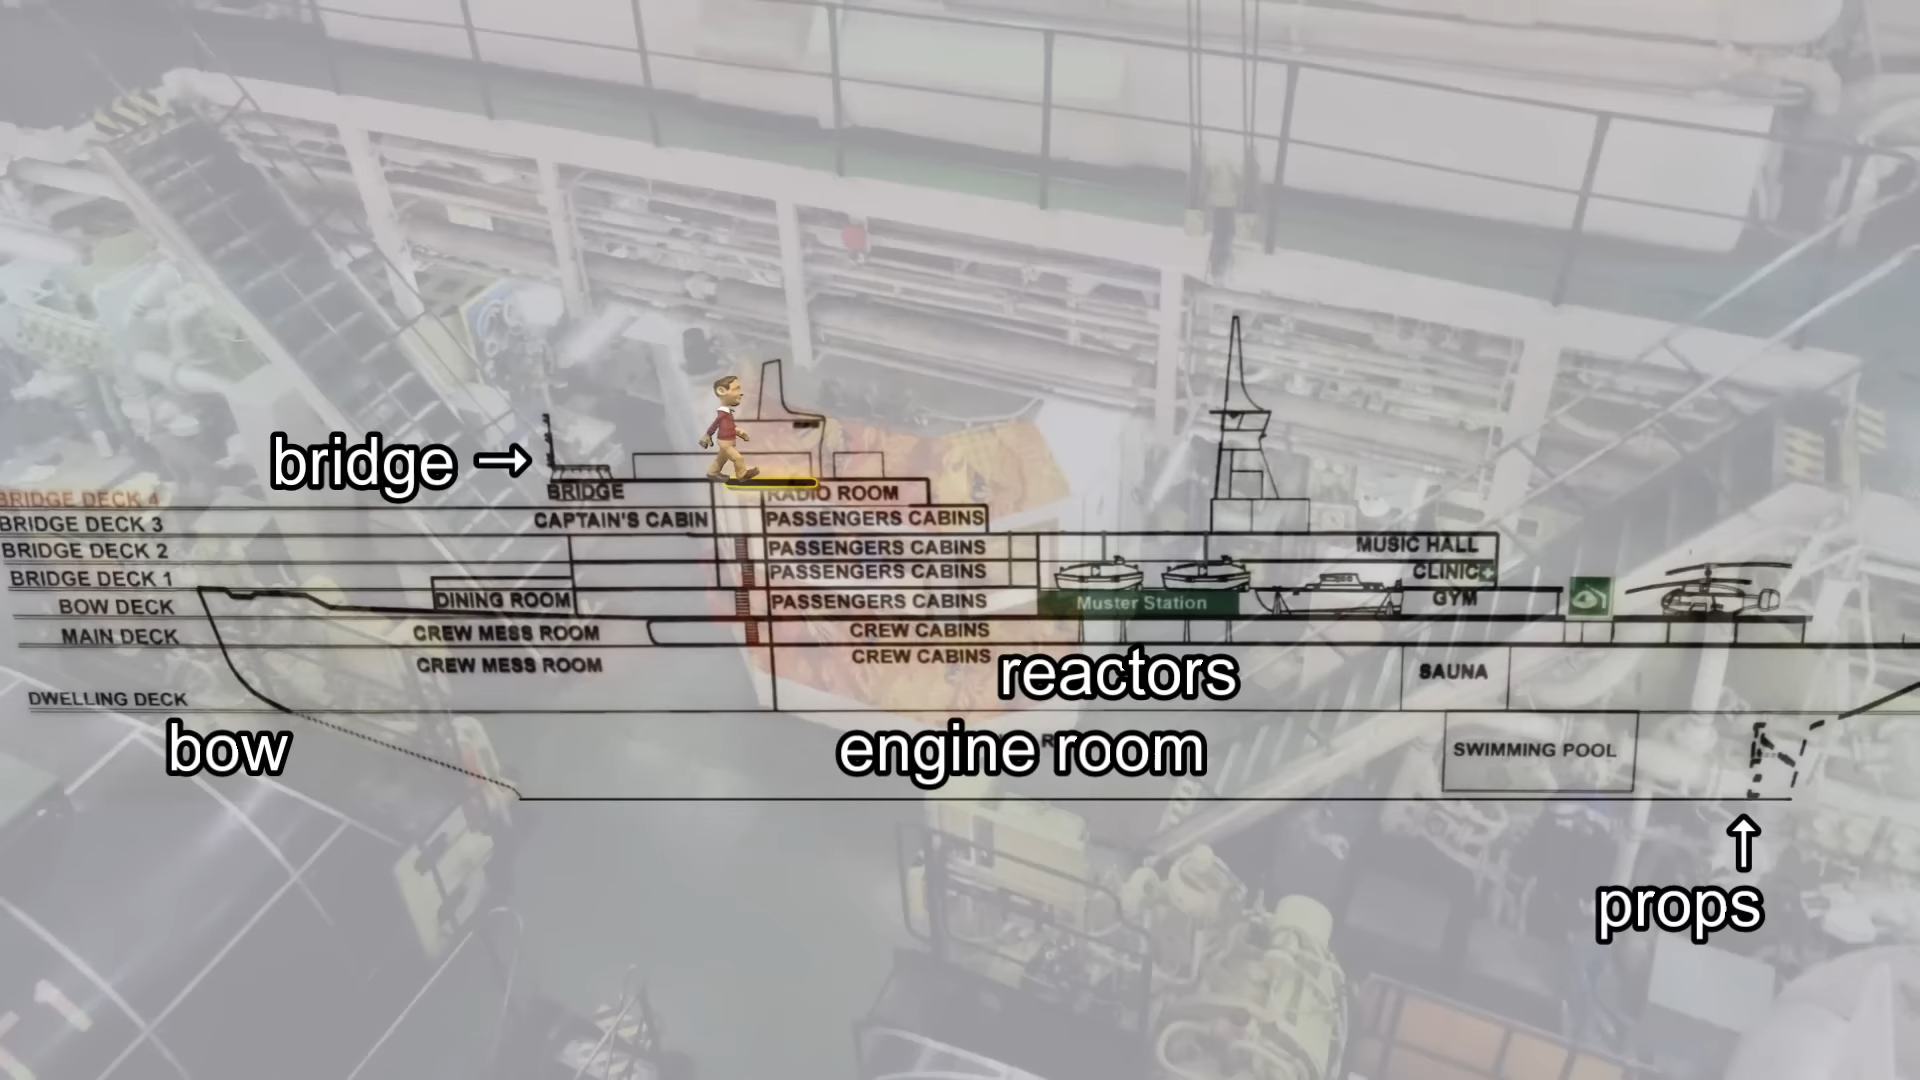 bridge →
BRIDGE DECK 4
BRIDGE
RADIO ROOM
BRIDGE DECK 3
CAPTAIN'S CABIN
PASSENGERS CABINS
BRIDGE DECK 2
PASSENGERS CABINS
MUSIC HALL
BRIDGE DECK 1
PASSENGERS CABINS
CLINIC
BOW DECK
DINING ROOM
PASSENGERS CABINS
Muster Station
GYM
MAIN DECK
CREW MESS ROOM
CREW CABINS
CREW MESS ROOM
CREW CABINS
reactors
SAUNA
DWELLING DECK
bow
engine room
SWIMMING POOL
↑
props